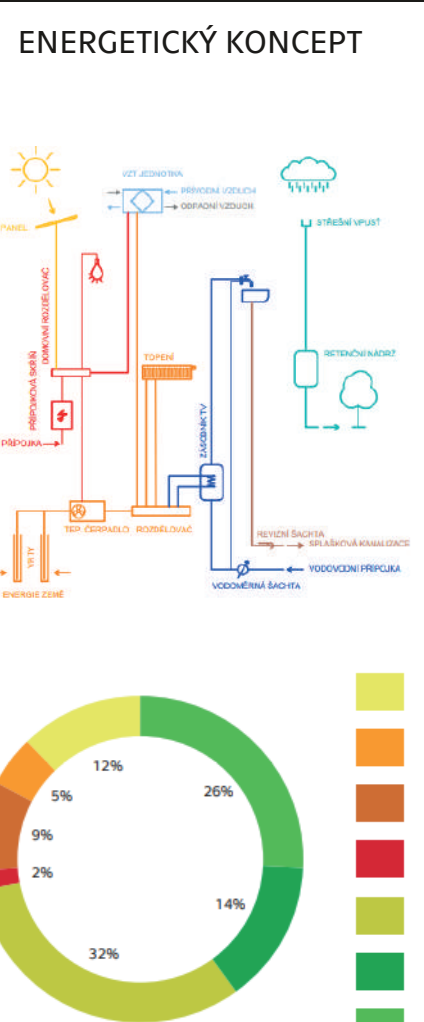 ENERGETICKÝ KONCEPT
VZT JEDNOTKA
PŘÍVODNÍ VZDUCH
ODPADNÍ VZDUCH
PANEL
STŘEŠNÍ VPUSŤ
DOMOVNÍ ROZDĚLOVAČ
PŘÍPOJKOVÁ SKŘÍŇ
TOPENÍ
RETENČNÍ NÁDRŽ
PŘÍPOJKA
ZÁSOBNÍK TV
TEP. ČERPADLO
ROZDĚLOVAČ
REVIZNÍ ŠACHTA
SPLAŠKOVÁ KANALIZACE
VRTY
VODOVODNÍ PŘÍPOJKA
VODOMĚRNÁ ŠACHTA
ENERGIE ZEMĚ
12%
26%
5%
9%
2%
14%
32%